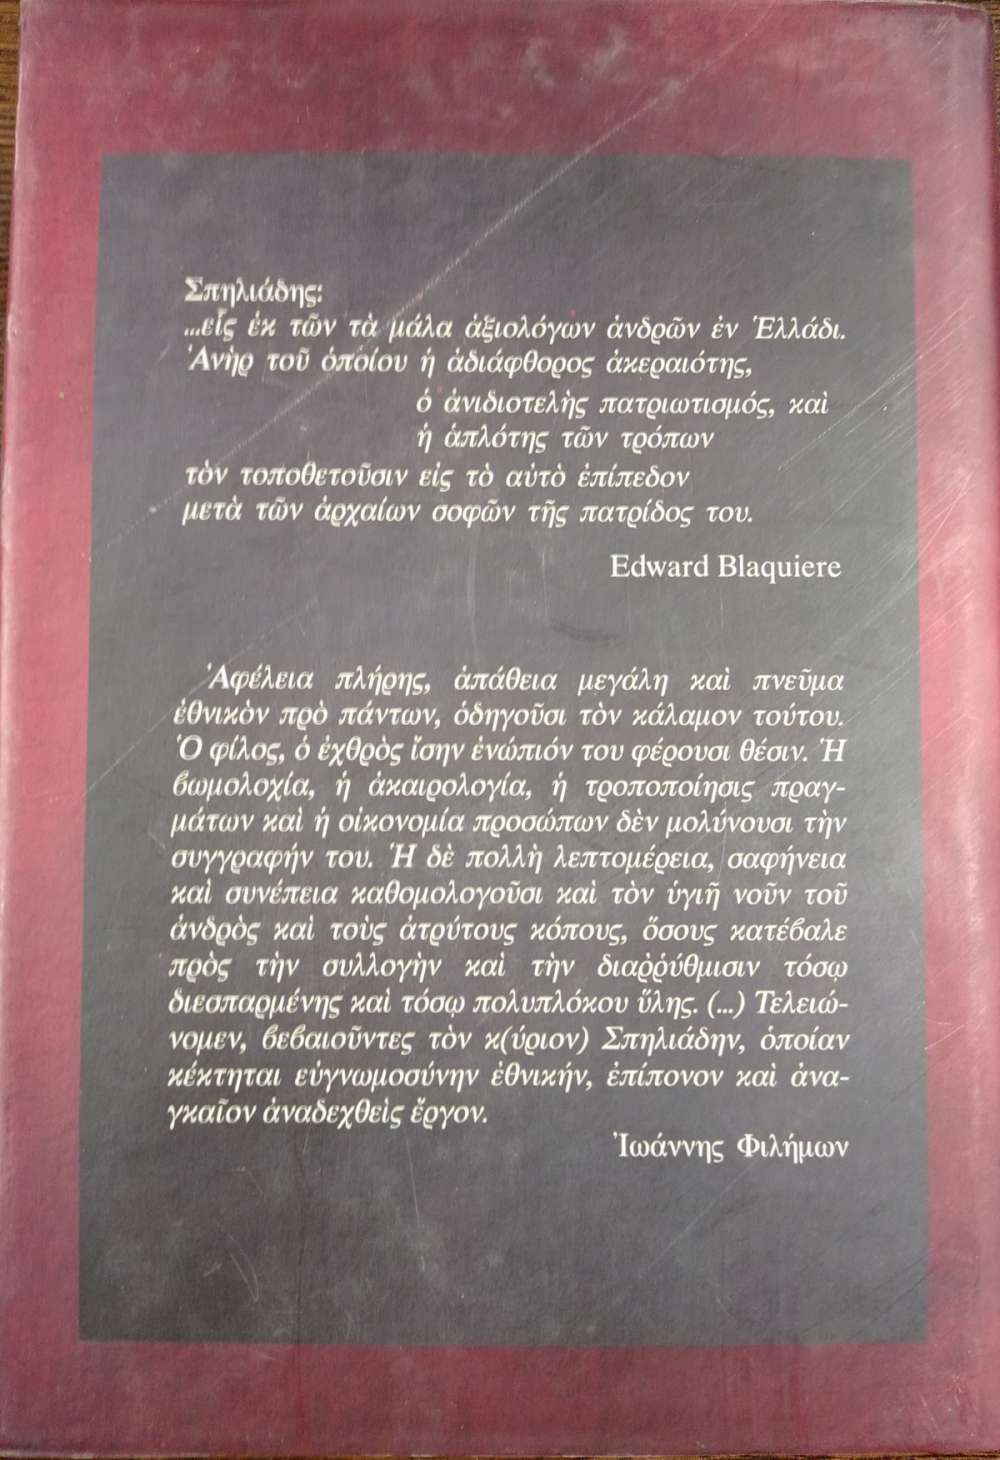 Σπηλιάδης:
...εἷς ἐκ τῶν τὰ μάλα ἀξιολόγων ἀνδρῶν ἐν Ἑλλάδι.
Ἀνὴρ τοῦ ὁποίου ἡ ἀδιάφθορος ἀκεραιότης,
ὁ ἀνιδιοτελὴς πατριωτισμός, καὶ
ἡ ἁπλότης τῶν τρόπων
τὸν τοποθετοῦσιν εἰς τὸ αὐτὸ ἐπίπεδον
μετὰ τῶν ἀρχαίων σοφῶν τῆς πατρίδος του.
Edward Blaquiere
Ἀφέλεια πλήρης, ἀπάθεια μεγάλη καὶ πνεῦμα
ἐθνικὸν πρὸ πάντων, ὁδηγοῦσι τὸν κάλαμον τούτου.
Ὁ φίλος, ὁ ἐχθρὸς ἴσην ἐνώπιόν του φέρουσι θέσιν. Ἡ
βωμολοχία, ἡ ἀκαιρολογία, ἡ τροποποίησις πραγ-
μάτων καὶ ἡ οἰκονομία προσώπων δὲν μολύνουσι τὴν
συγγραφήν του. Ἡ δὲ πολλὴ λεπτομέρεια, σαφήνεια
καὶ συνέπεια καθομολογοῦσι καὶ τὸν ὑγιῆ νοῦν τοῦ
ἀνδρὸς καὶ τοὺς ἀτρύτους κόπους, ὅσους κατέϐαλε
πρὸς τὴν συλλογὴν καὶ τὴν διαῤῥύθμισιν τόσῳ
διεσπαρμένης καὶ τόσῳ πολυπλόκου ὕλης. (...) Τελειώ-
νομεν, βεϐαιοῦντες τὸν κ(ύριον) Σπηλιάδην, ὁποίαν
κέκτηται εὐγνωμοσύνην ἐθνικήν, ἐπίπονον καὶ ἀνα-
γκαῖον ἀναδεχθεὶς ἔργον.
Ἰωάννης Φιλήμων